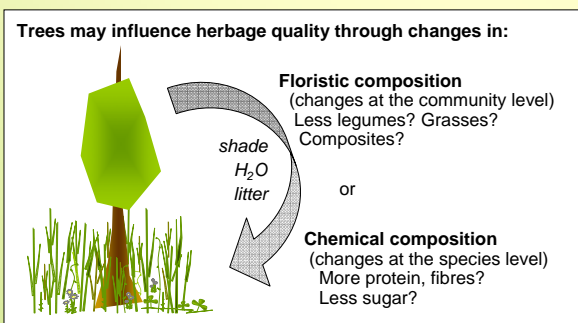 Trees may influence herbage quality through changes in:
Floristic composition
(changes at the community level)
Less legumes? Grasses?
Composites?
shade
H₂O
litter
or
Chemical composition
(changes at the species level)
More protein, fibres?
Less sugar?